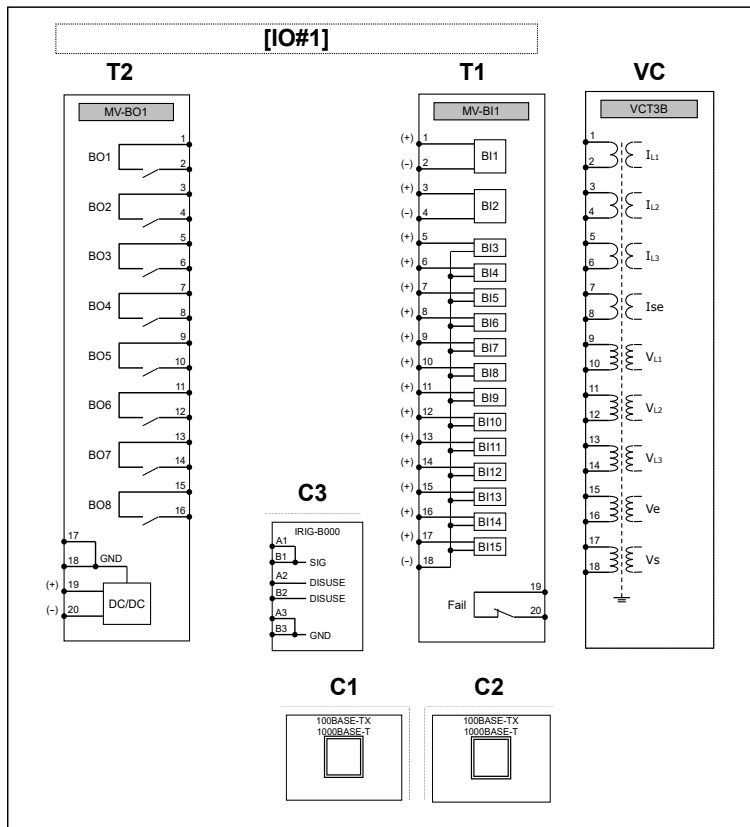 [IO#1]
T2
T1
VC
MV-BO1
BO1
1
2
BO2
3
4
BO3
5
6
BO4
7
8
BO5
9
10
BO6
11
12
BO7
13
14
BO8
15
16
17
18
GND
(+)
19
(−)
20
DC/DC
MV-BI1
(+)
1
BI1
(−)
2
(+)
3
BI2
(−)
4
(+)
5
BI3
(+)
6
BI4
(+)
7
BI5
(+)
8
BI6
(+)
9
BI7
(+)
10
BI8
(+)
11
BI9
(+)
12
BI10
(+)
13
BI11
(+)
14
BI12
(+)
15
BI13
(+)
16
BI14
(+)
17
BI15
(−)
18
Fail
19
20
VCT3B
1
2
IL1
3
4
IL2
5
6
IL3
7
8
Ise
9
10
VL1
11
12
VL2
13
14
VL3
15
16
Ve
17
18
Vs
C3
IRIG-B000
A1
B1
SIG
A2
DISUSE
B2
DISUSE
A3
B3
GND
C1
100BASE-TX
1000BASE-T
C2
100BASE-TX
1000BASE-T